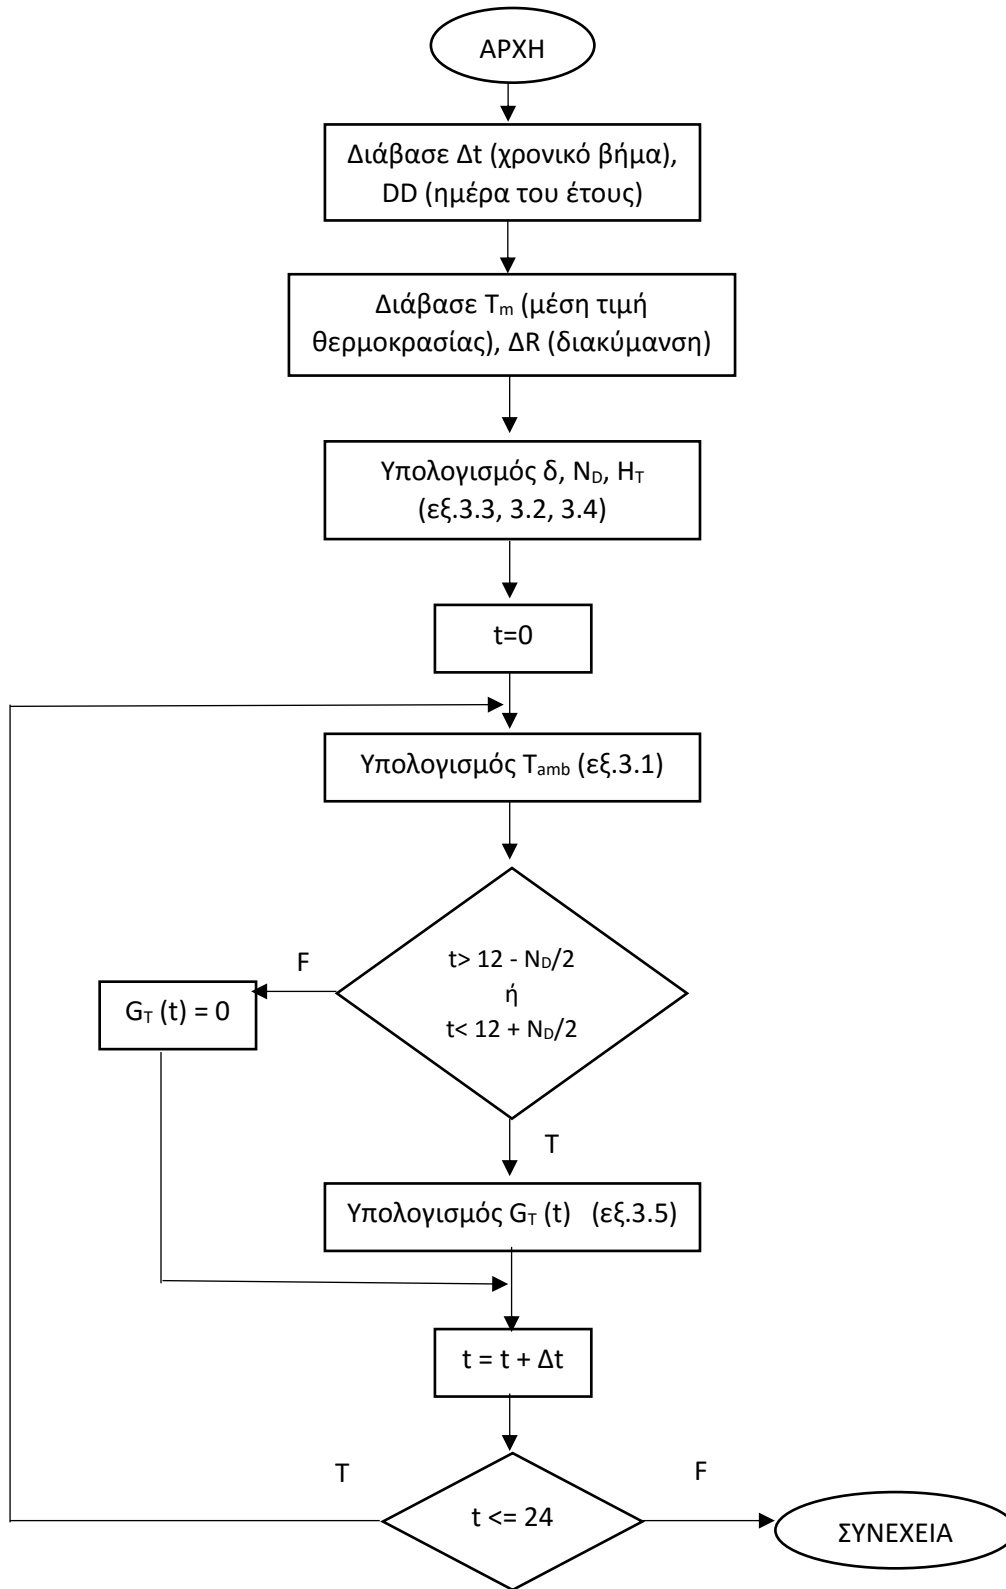 ΑΡΧΗ
Διάβασε Δt (χρονικό βήμα),
DD (ημέρα του έτους)
Διάβασε Tm (μέση τιμή
θερμοκρασίας), ΔR (διακύμανση)
Υπολογισμός δ, ND, HT
(εξ.3.3, 3.2, 3.4)
t=0
Υπολογισμός Tamb (εξ.3.1)
t> 12 - ND/2
ή
t< 12 + ND/2
F
GT (t) = 0
T
Υπολογισμός GT (t) (εξ.3.5)
t = t + Δt
T
F
t <= 24
ΣΥΝΕΧΕΙΑ